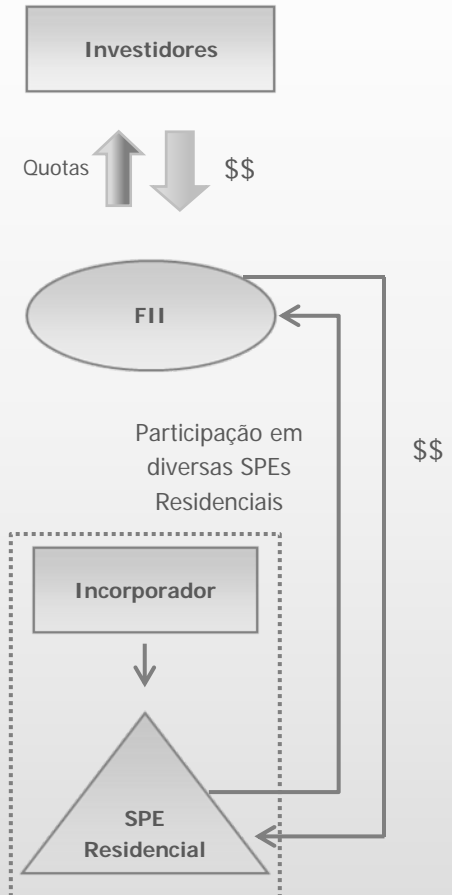 Investidores
Quotas
$$
FII
Participação em
diversas SPEs
Residenciais
$$
Incorporador
SPE
Residencial